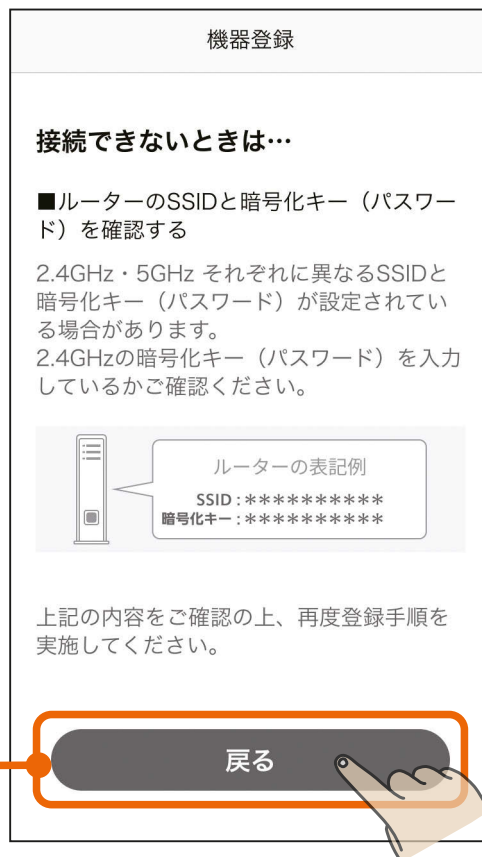 機器登録
接続できないときは…
■ルーターのSSIDと暗号化キー（パスワー
ド）を確認する
2.4GHz・5GHz それぞれに異なるSSIDと
暗号化キー（パスワード）が設定されてい
る場合があります。
2.4GHzの暗号化キー（パスワード）を入力
しているかご確認ください。
ルーターの表記例
SSID：**********
暗号化キー：**********
上記の内容をご確認の上、再度登録手順を
実施してください。
戻る